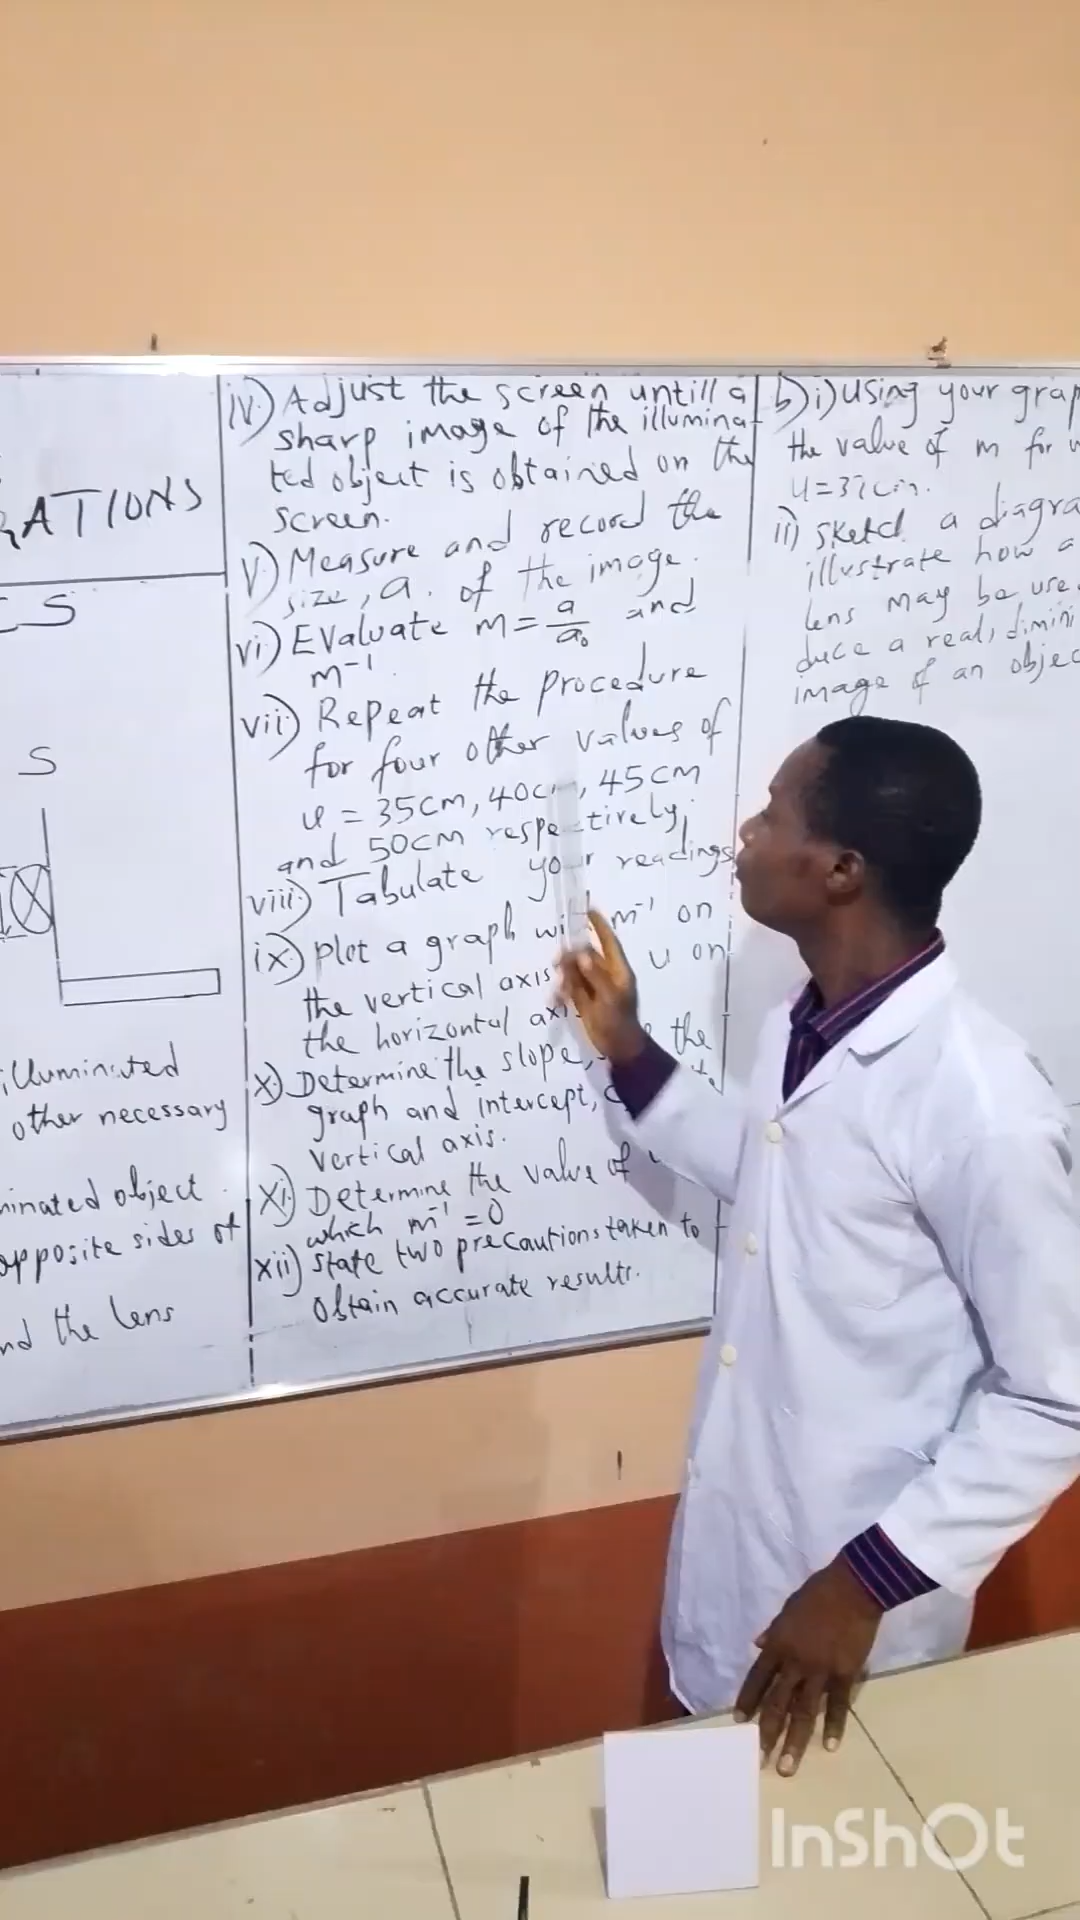 RATIONS
CS
S
illuminated
other necessary
minated object
opposite sides of
nd the lens
iv) Adjust the screen untill a
sharp image of the illumina-
ted object is obtained on the
screen.
v) Measure and record the
size, a. of the image.
vi) Evaluate m = a/a₀ and
m⁻¹.
vii) Repeat the procedure
for four other values of
u = 35cm, 40c, 45cm
and 50cm respectively.
viii) Tabulate your readings
ix) plot a graph wi m⁻¹ on
the vertical axis u on
the horizontal axis
x) Determine the slope, the
graph and intercept,
vertical axis.
xi) Determine the value of
which m⁻¹ = 0
xii) state two precautions taken to
obtain accurate results.
b) i) Using your grap
the value of m for
u = 37cm.
ii) sketch a diagra
illustrate how a
lens may be use
duce a real, dimini
image of an objec
InShOt